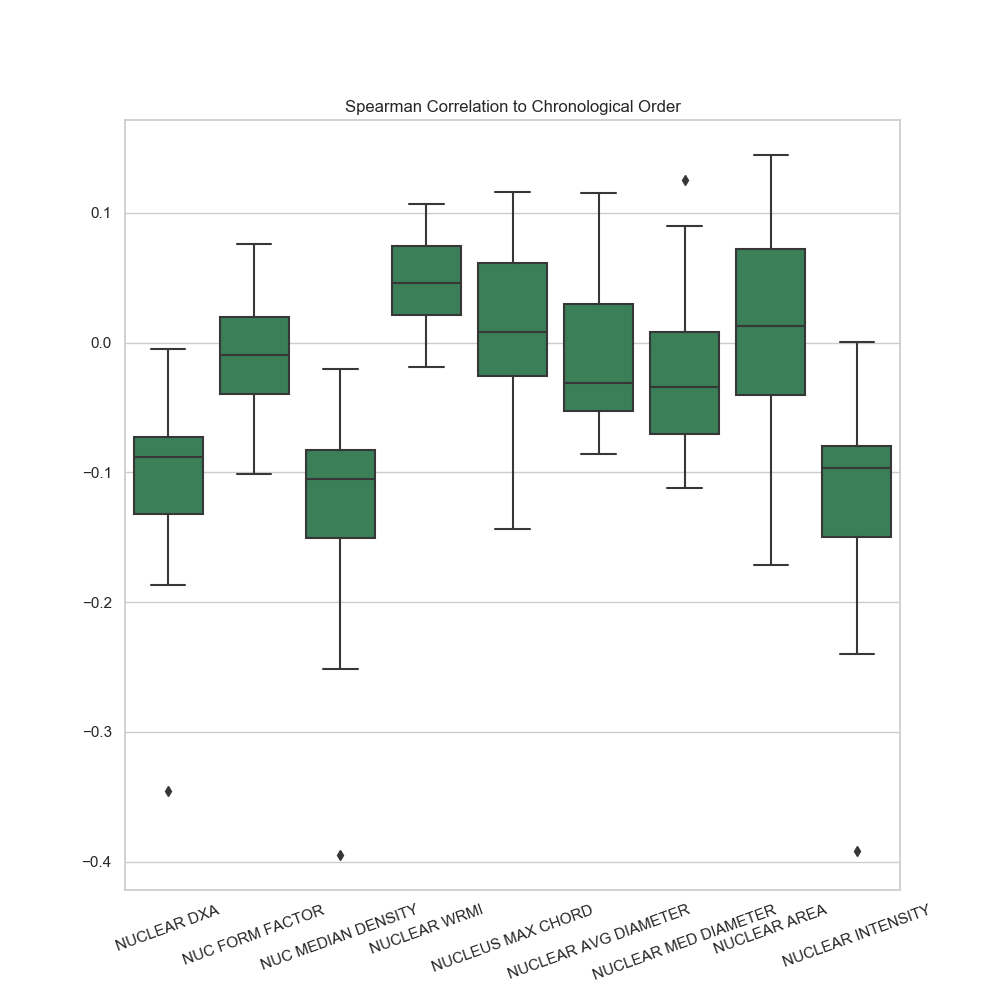 Spearman Correlation to Chronological Order
0.1
0.0
−0.1
−0.2
−0.3
−0.4
NUCLEAR DXA
NUC FORM FACTOR
NUC MEDIAN DENSITY
NUCLEAR WRMI
NUCLEUS MAX CHORD
NUCLEAR AVG DIAMETER
NUCLEAR MED DIAMETER
NUCLEAR AREA
NUCLEAR INTENSITY